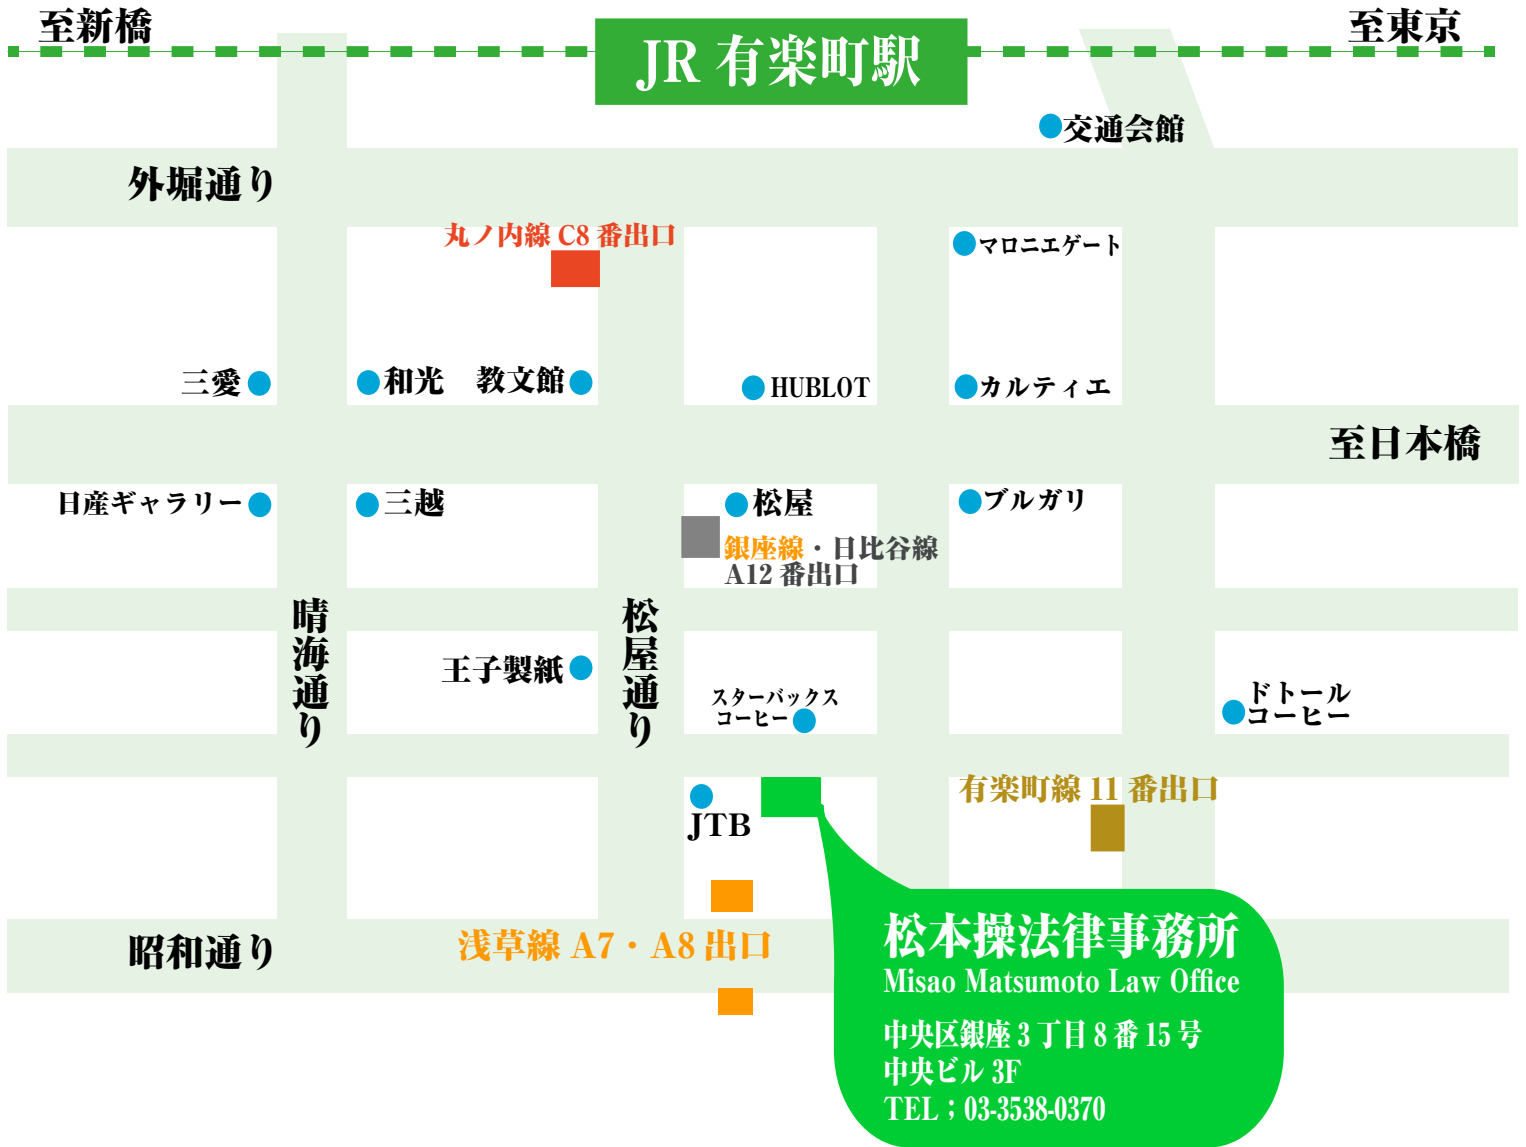 至新橋
JR 有楽町駅
至東京
交通会館
外堀通り
丸ノ内線 C8 番出口
マロニエゲート
三愛
和光
教文館
HUBLOT
カルティエ
至日本橋
日産ギャラリー
三越
松屋
ブルガリ
銀座線・日比谷線
A12 番出口
晴海通り
松屋通り
王子製紙
スターバックス
コーヒー
ドトール
コーヒー
有楽町線 11 番出口
JTB
昭和通り
浅草線 A7・A8 出口
松本操法律事務所
Misao Matsumoto Law Office
中央区銀座 3 丁目 8 番 15 号
中央ビル 3F
TEL；03-3538-0370